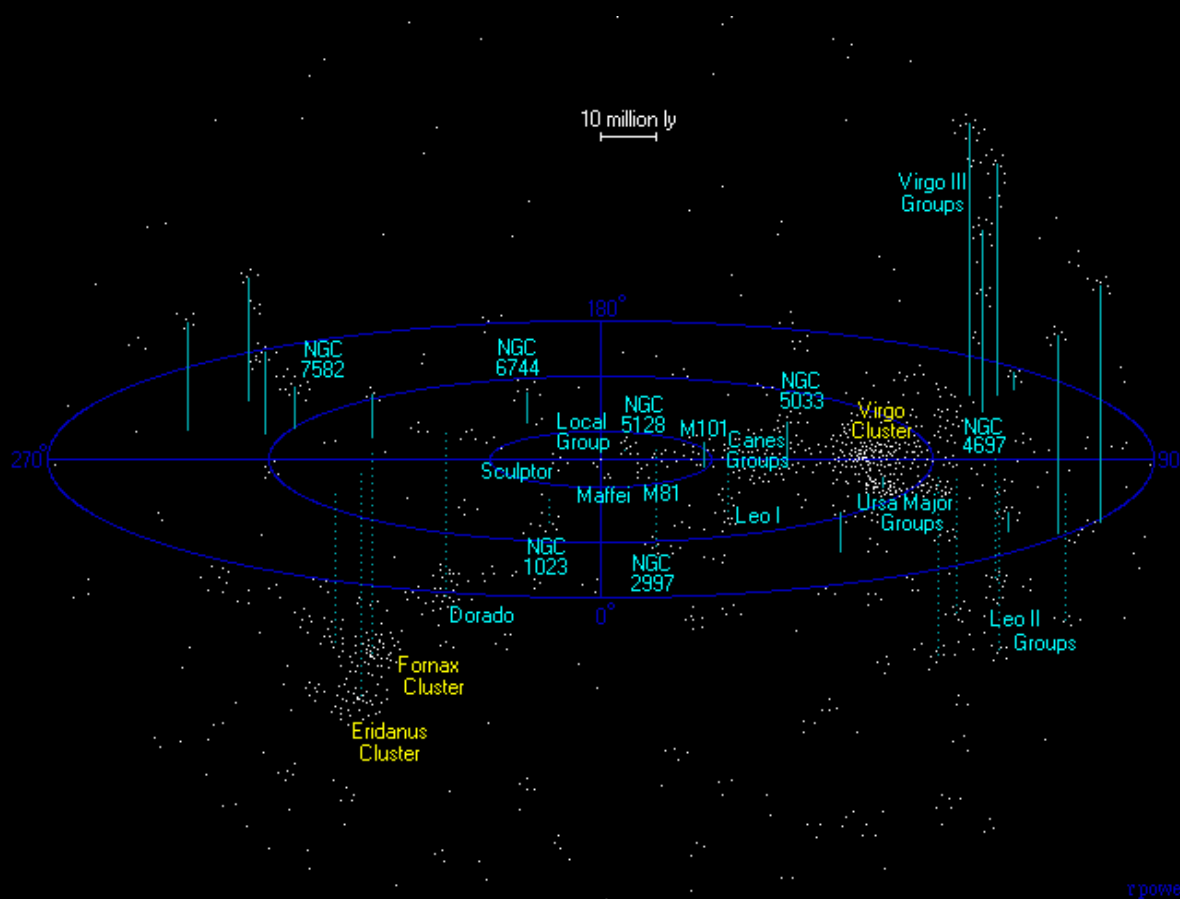 10 million ly
Virgo III
Groups
180°
NGC
7582
NGC
6744
NGC
5033
NGC
5128
Local
Group
M101
Virgo
Cluster
NGC
4697
Canes
Groups
270°
90
Sculptor
Maffei
M81
Leo I
Ursa Major
Groups
NGC
1023
NGC
2997
Dorado
0°
Leo II
Groups
Fornax
Cluster
Eridanus
Cluster
r powe